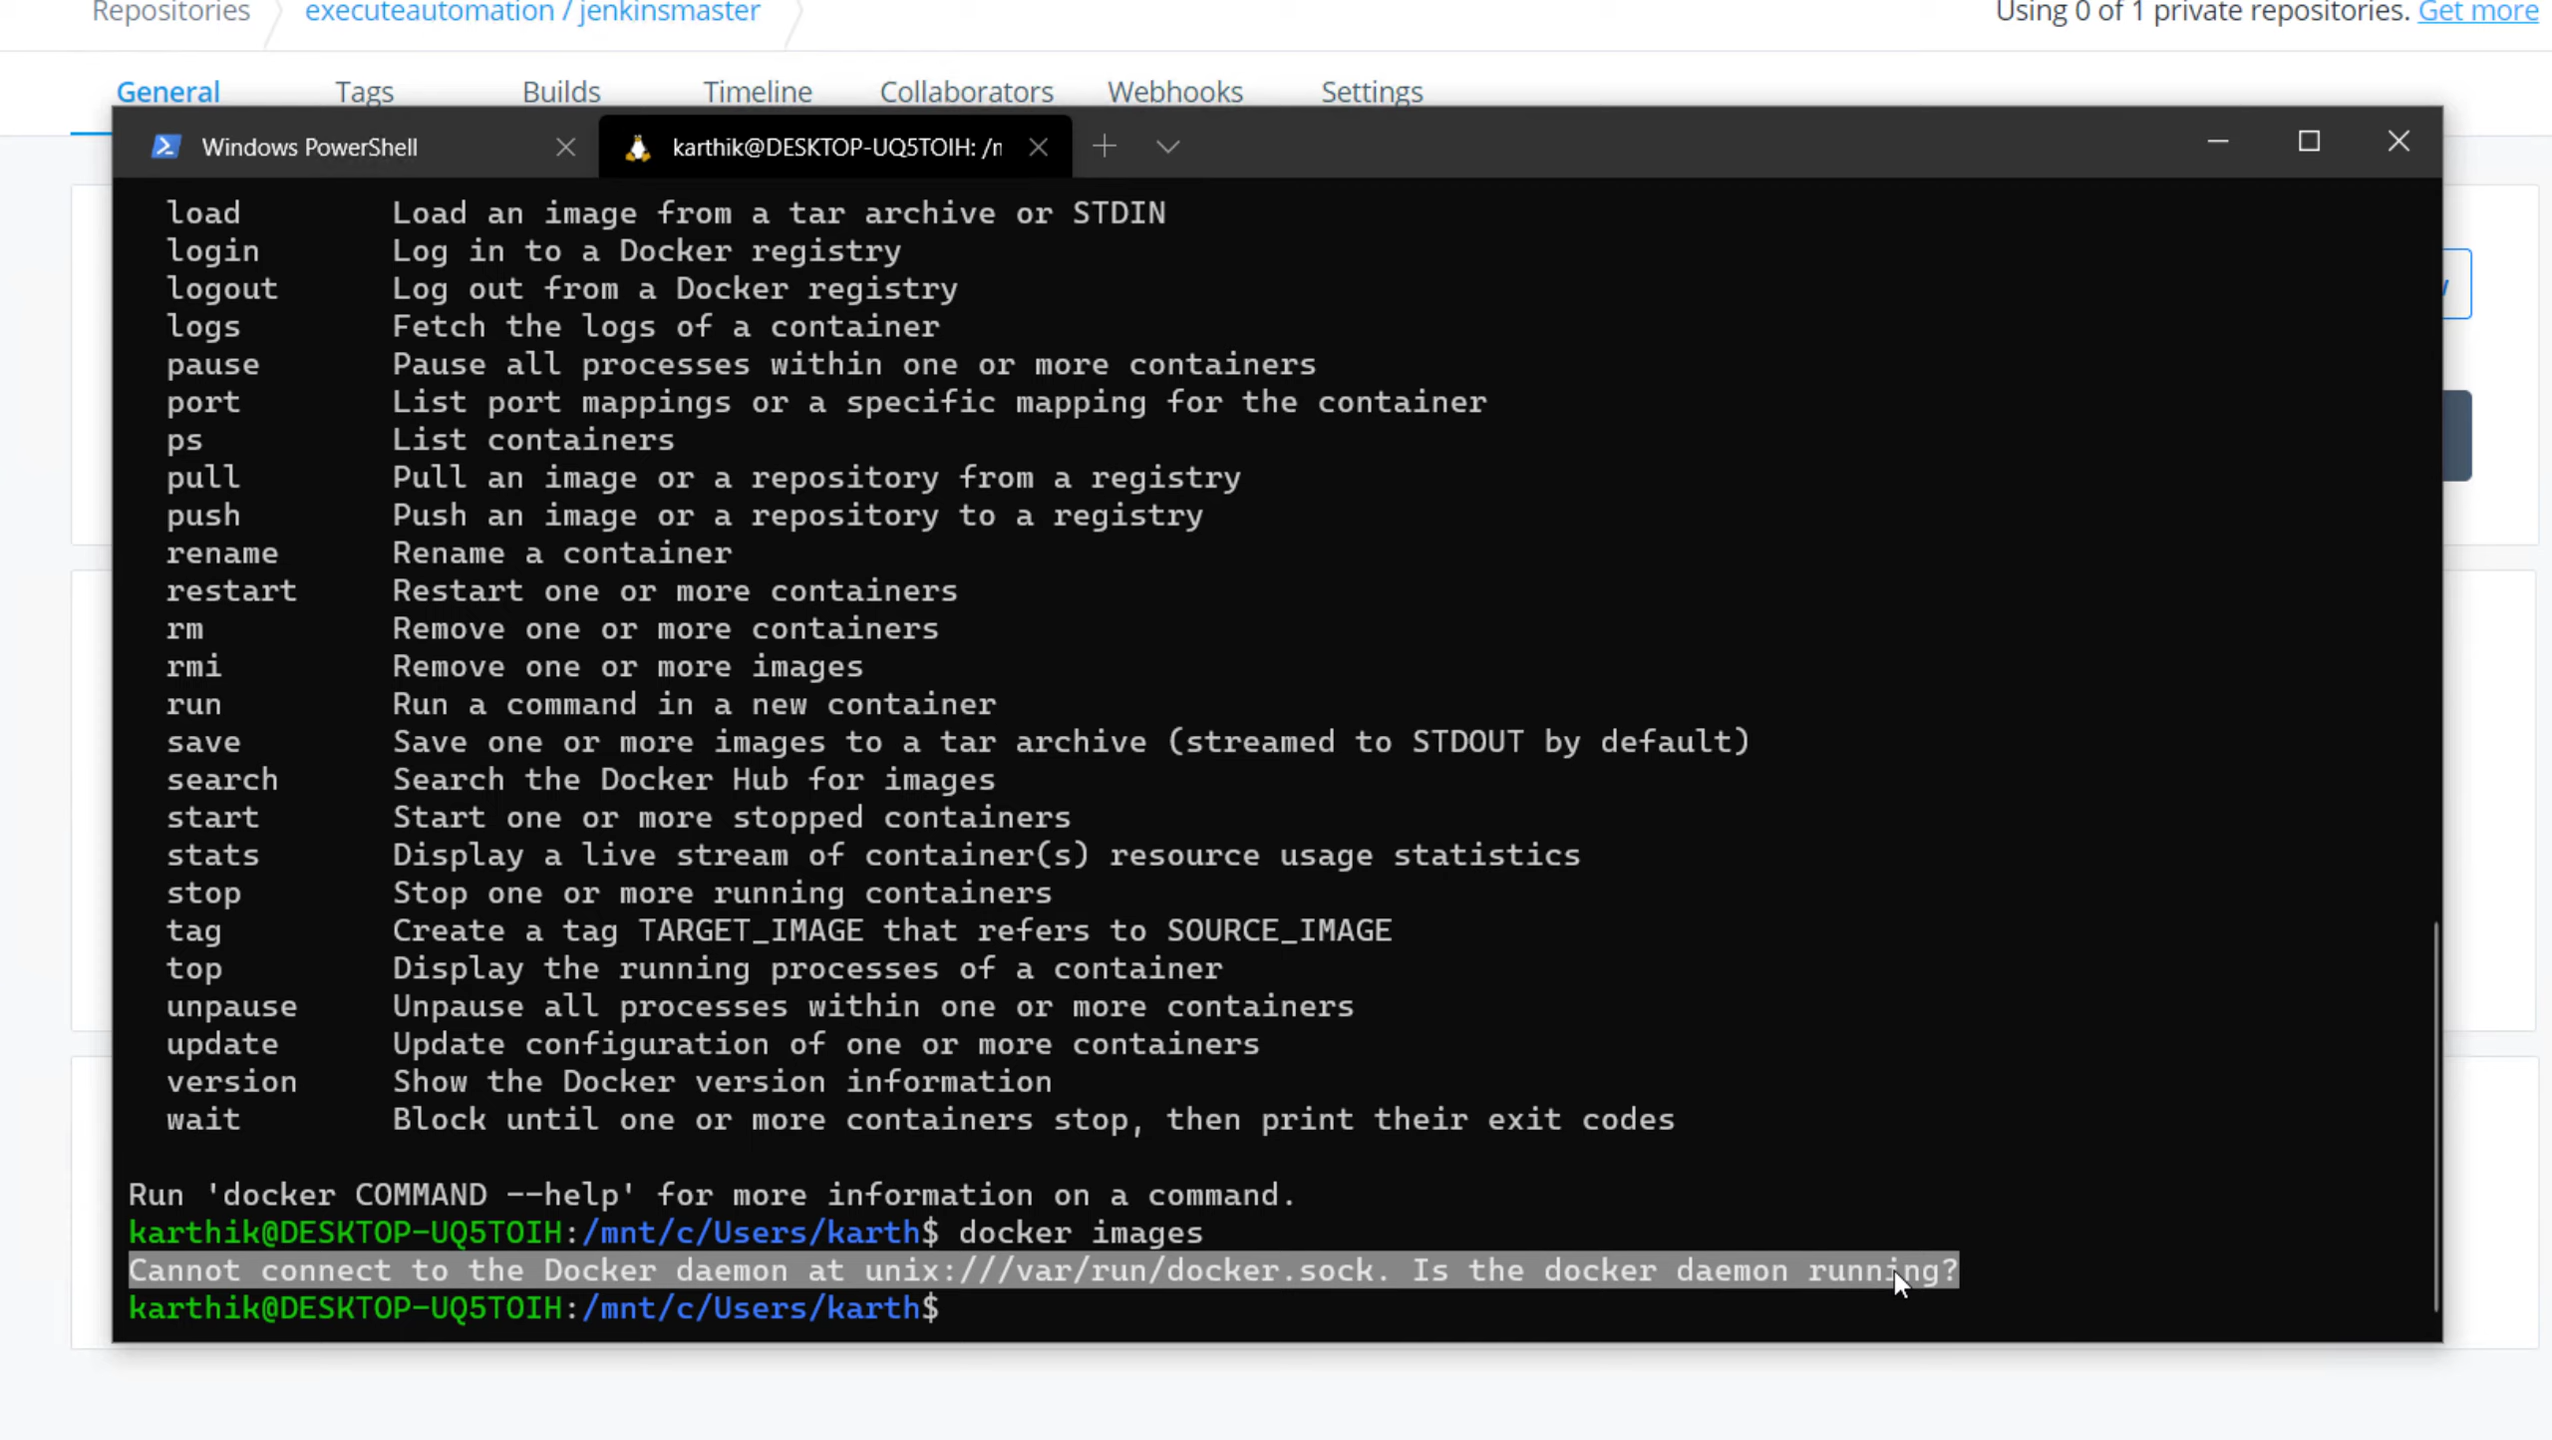 Repositories executeautomation / jenkinsmaster Using 0 of 1 private repositories. Get more
General Tags Builds Timeline Collaborators Webhooks Settings
Windows PowerShell karthik@DESKTOP-UQ5TOIH: /n
load Load an image from a tar archive or STDIN
login Log in to a Docker registry
logout Log out from a Docker registry
logs Fetch the logs of a container
pause Pause all processes within one or more containers
port List port mappings or a specific mapping for the container
ps List containers
pull Pull an image or a repository from a registry
push Push an image or a repository to a registry
rename Rename a container
restart Restart one or more containers
rm Remove one or more containers
rmi Remove one or more images
run Run a command in a new container
save Save one or more images to a tar archive (streamed to STDOUT by default)
search Search the Docker Hub for images
start Start one or more stopped containers
stats Display a live stream of container(s) resource usage statistics
stop Stop one or more running containers
tag Create a tag TARGET_IMAGE that refers to SOURCE_IMAGE
top Display the running processes of a container
unpause Unpause all processes within one or more containers
update Update configuration of one or more containers
version Show the Docker version information
wait Block until one or more containers stop, then print their exit codes
Run 'docker COMMAND --help' for more information on a command.
karthik@DESKTOP-UQ5TOIH:/mnt/c/Users/karth$ docker images
Cannot connect to the Docker daemon at unix:///var/run/docker.sock. Is the docker daemon running?
karthik@DESKTOP-UQ5TOIH:/mnt/c/Users/karth$